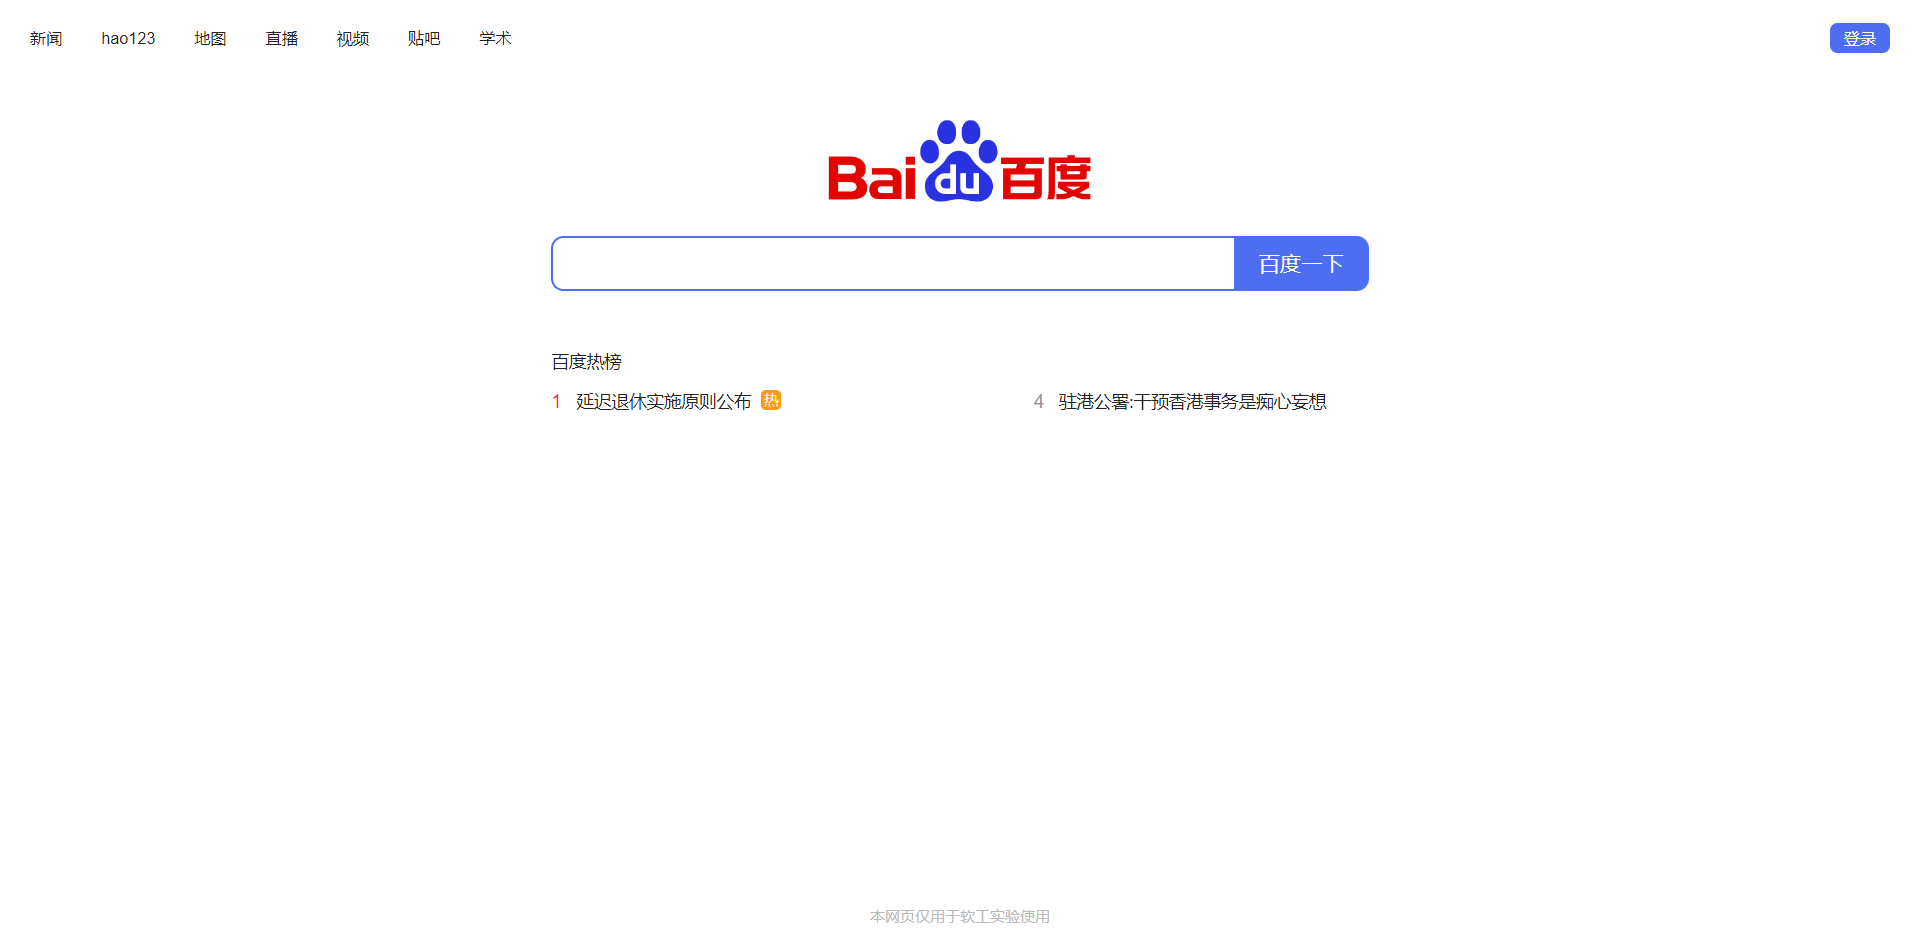 新闻 hao123 地图 直播 视频 贴吧 学术 登录
Bai du 百度
百度一下
百度热榜
1 延迟退休实施原则公布 热
4 驻港公署:干预香港事务是痴心妄想
本网页仅用于软工实验使用